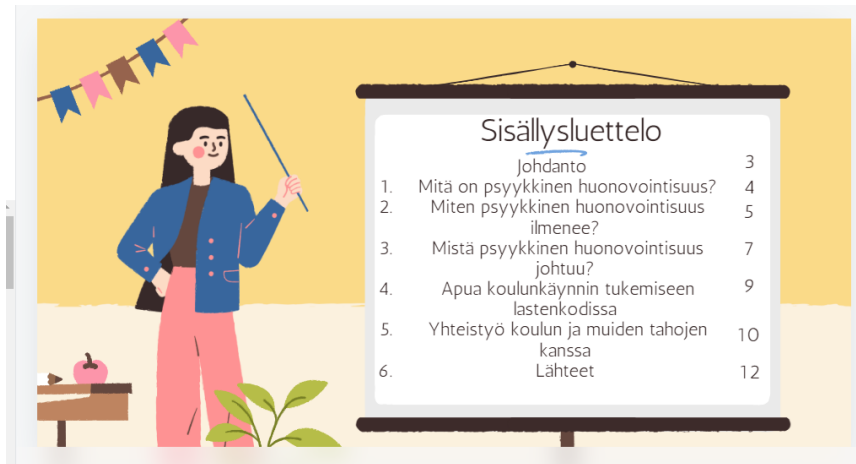 Sisällysluettelo
Johdanto 3
1. Mitä on psyykkinen huonovointisuus? 4
2. Miten psyykkinen huonovointisuus 5
ilmenee?
3. Mistä psyykkinen huonovointisuus 7
johtuu?
4. Apua koulunkäynnin tukemiseen 9
lastenkodissa
5. Yhteistyö koulun ja muiden tahojen 10
kanssa
6. Lähteet 12